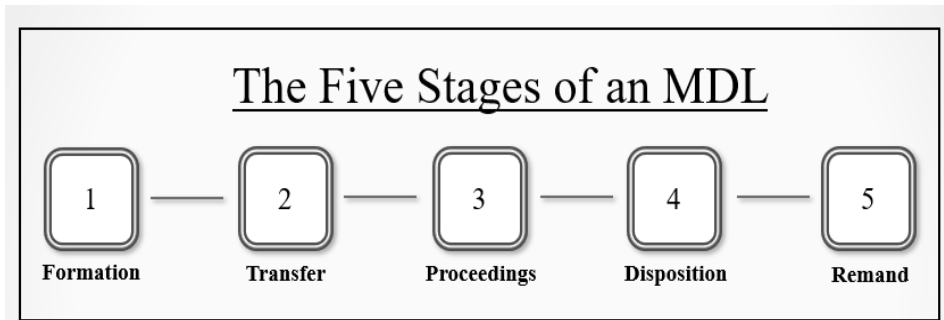 The Five Stages of an MDL
1 2 3 4 5
Formation Transfer Proceedings Disposition Remand